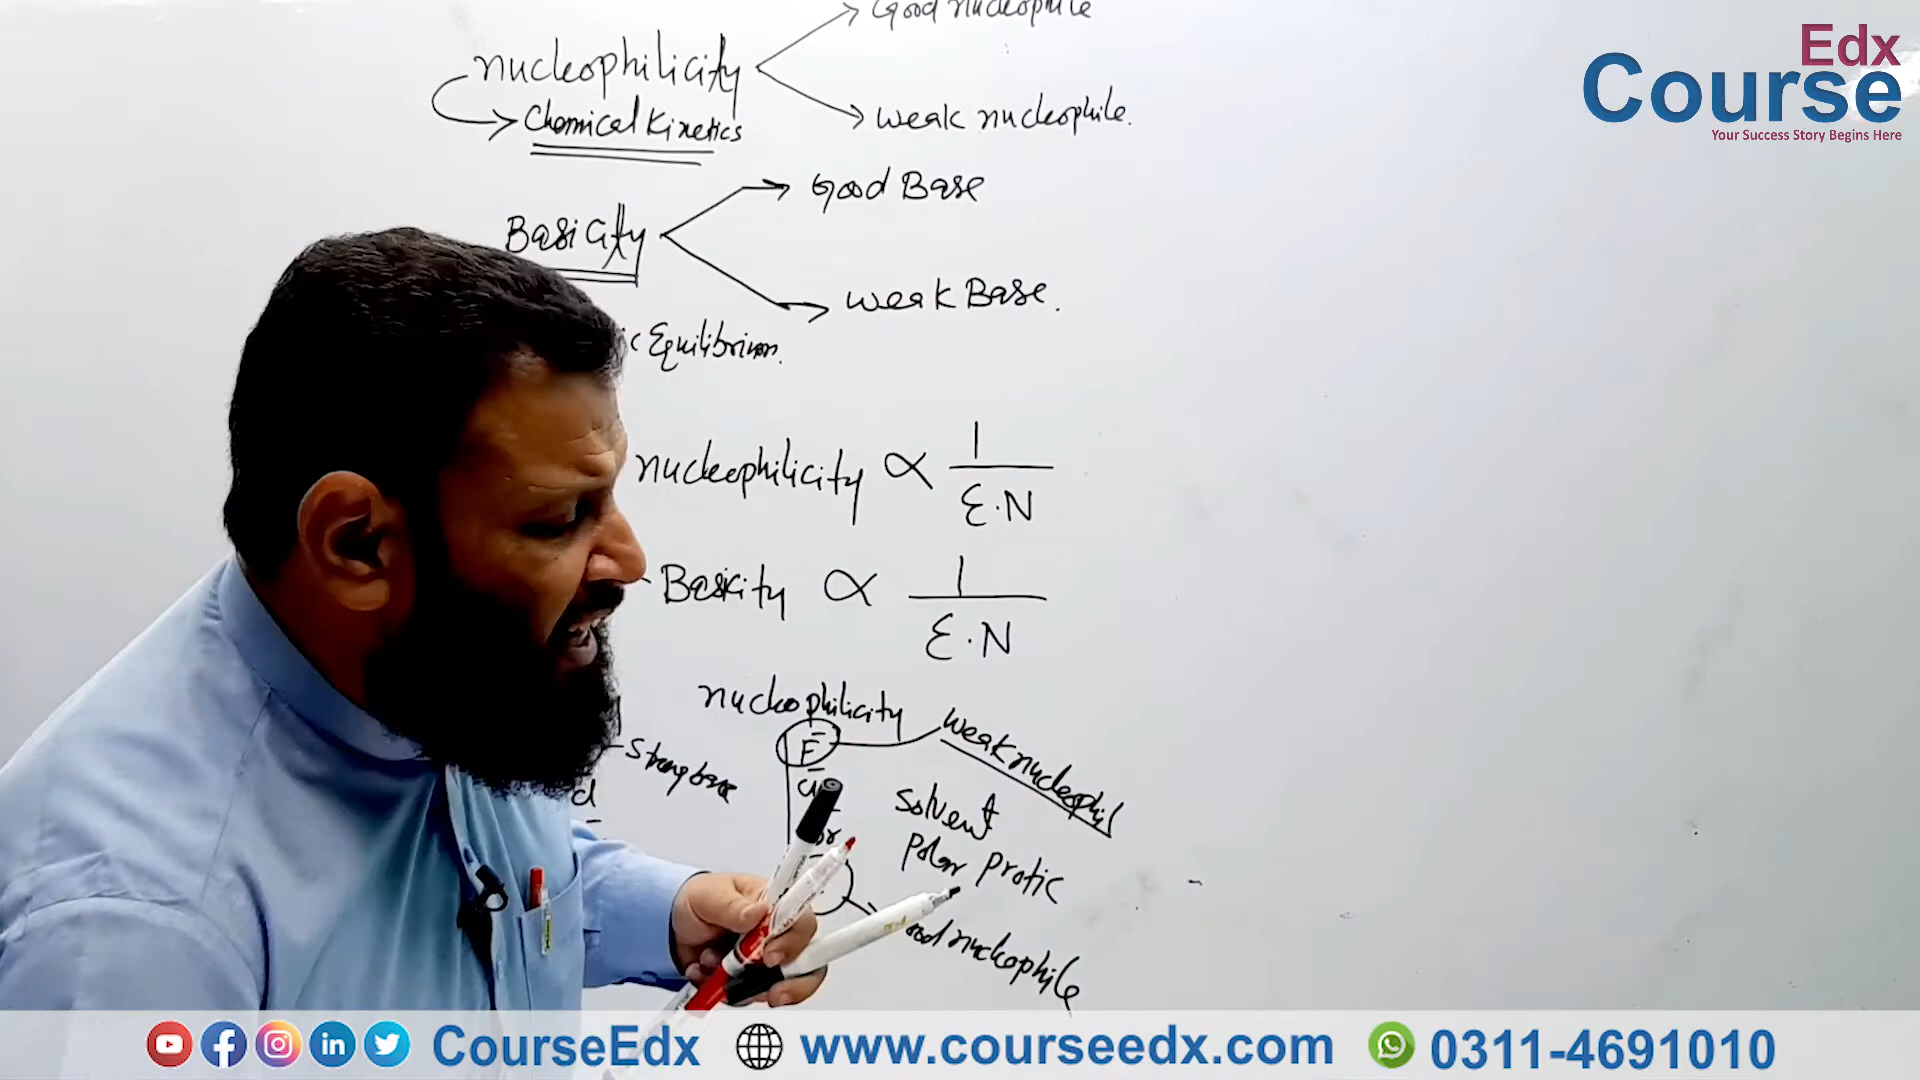 Good nucleophile
nucleophilicity
Chemical Kinetics
weak nucleophile.
Good Base
Basicity
weak Base.
c Equilibrium.
nucleophilicity ∝ 1
E.N
Basicity ∝ 1
E.N
nucleophilicity
F-
weak nucleophil
strong base
d
solvent
Polar protic
ood nucleophile
Edx
Course
Your Success Story Begins Here
CourseEdx
www.courseedx.com
0311-4691010